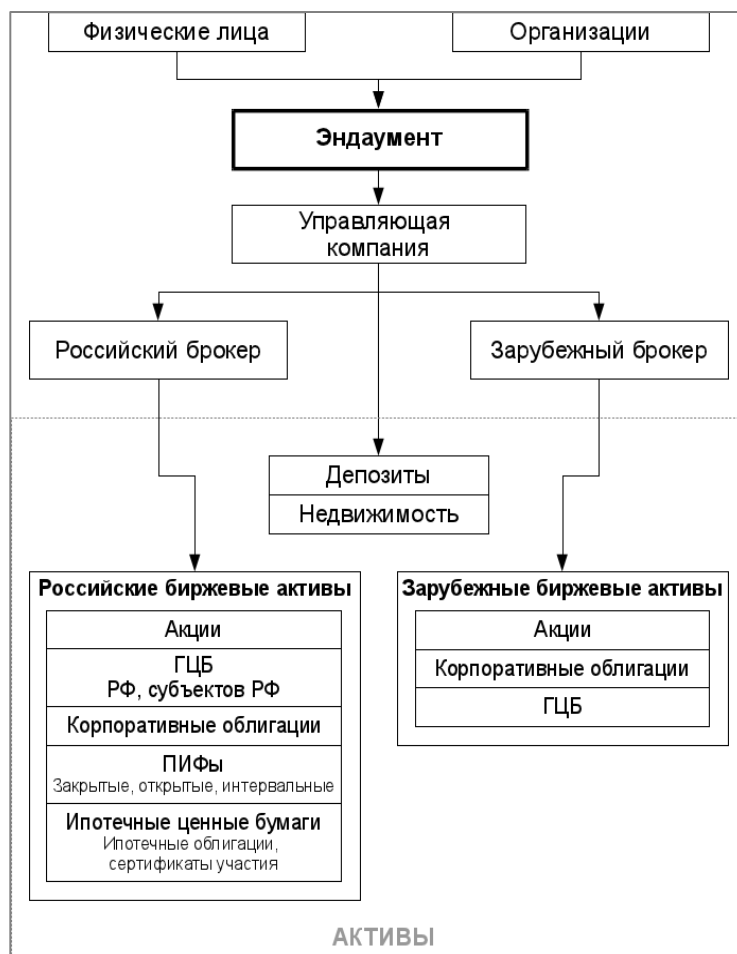 Физические лица
Организации
Эндаумент
Управляющая
компания
Российский брокер
Зарубежный брокер
Депозиты
Недвижимость
Российские биржевые активы
Акции
ГЦБ
РФ, субъектов РФ
Корпоративные облигации
ПИФы
Закрытые, открытые, интервальные
Ипотечные ценные бумаги
Ипотечные облигации,
сертификаты участия
Зарубежные биржевые активы
Акции
Корпоративные облигации
ГЦБ
АКТИВЫ